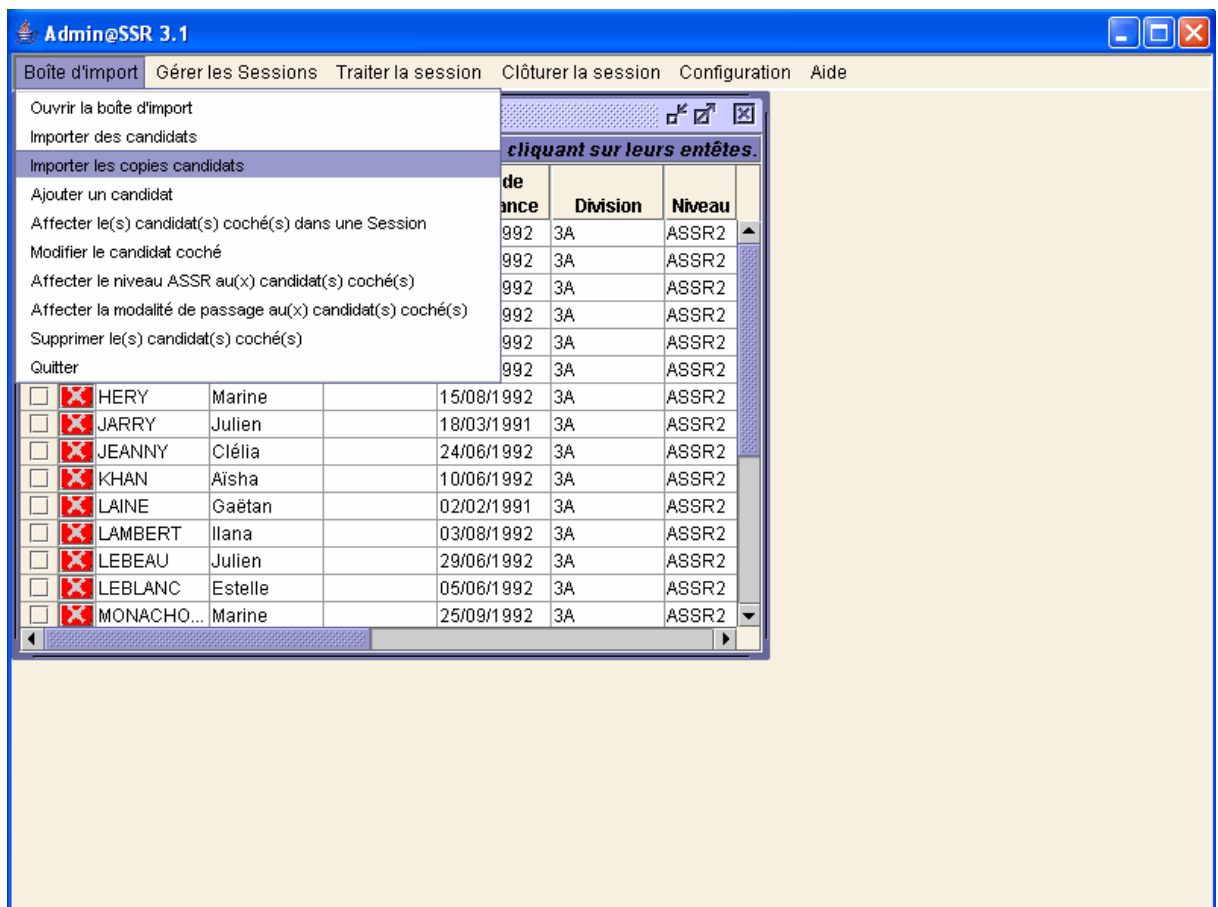 Admin@SSR 3.1
Boîte d'import Gérer les Sessions Traiter la session Clôturer la session Configuration Aide
Ouvrir la boîte d'import
Importer des candidats
Importer les copies candidats
Ajouter un candidat
Affecter le(s) candidat(s) coché(s) dans une Session
Modifier le candidat coché
Affecter le niveau ASSR au(x) candidat(s) coché(s)
Affecter la modalité de passage au(x) candidat(s) coché(s)
Supprimer le(s) candidat(s) coché(s)
Quitter
cliquant sur leurs entêtes.
de
ance Division Niveau
992 3A ASSR2
992 3A ASSR2
992 3A ASSR2
992 3A ASSR2
992 3A ASSR2
992 3A ASSR2
HERY Marine 15/08/1992 3A ASSR2
JARRY Julien 18/03/1991 3A ASSR2
JEANNY Clélia 24/06/1992 3A ASSR2
KHAN Aïsha 10/06/1992 3A ASSR2
LAINE Gaëtan 02/02/1991 3A ASSR2
LAMBERT Ilana 03/08/1992 3A ASSR2
LEBEAU Julien 29/06/1992 3A ASSR2
LEBLANC Estelle 05/06/1992 3A ASSR2
MONACHO... Marine 25/09/1992 3A ASSR2